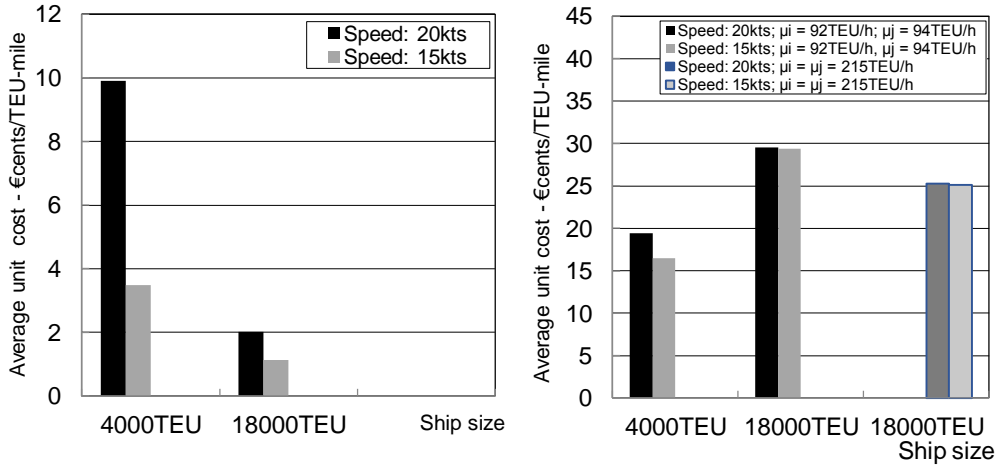 Average unit cost - €cents/TEU-mile
12
10
8
6
4
2
0
Speed: 20kts
Speed: 15kts
4000TEU
18000TEU
Ship size
Average unit cost - €cents/TEU-mile
45
40
35
30
25
20
15
10
5
0
Speed: 20kts; µi = 92TEU/h; µj = 94TEU/h
Speed: 15kts; µi = 92TEU/h, µj = 94TEU/h
Speed: 20kts; µi = µj = 215TEU/h
Speed: 15kts; µi = µj = 215TEU/h
4000TEU
18000TEU
18000TEU
Ship size